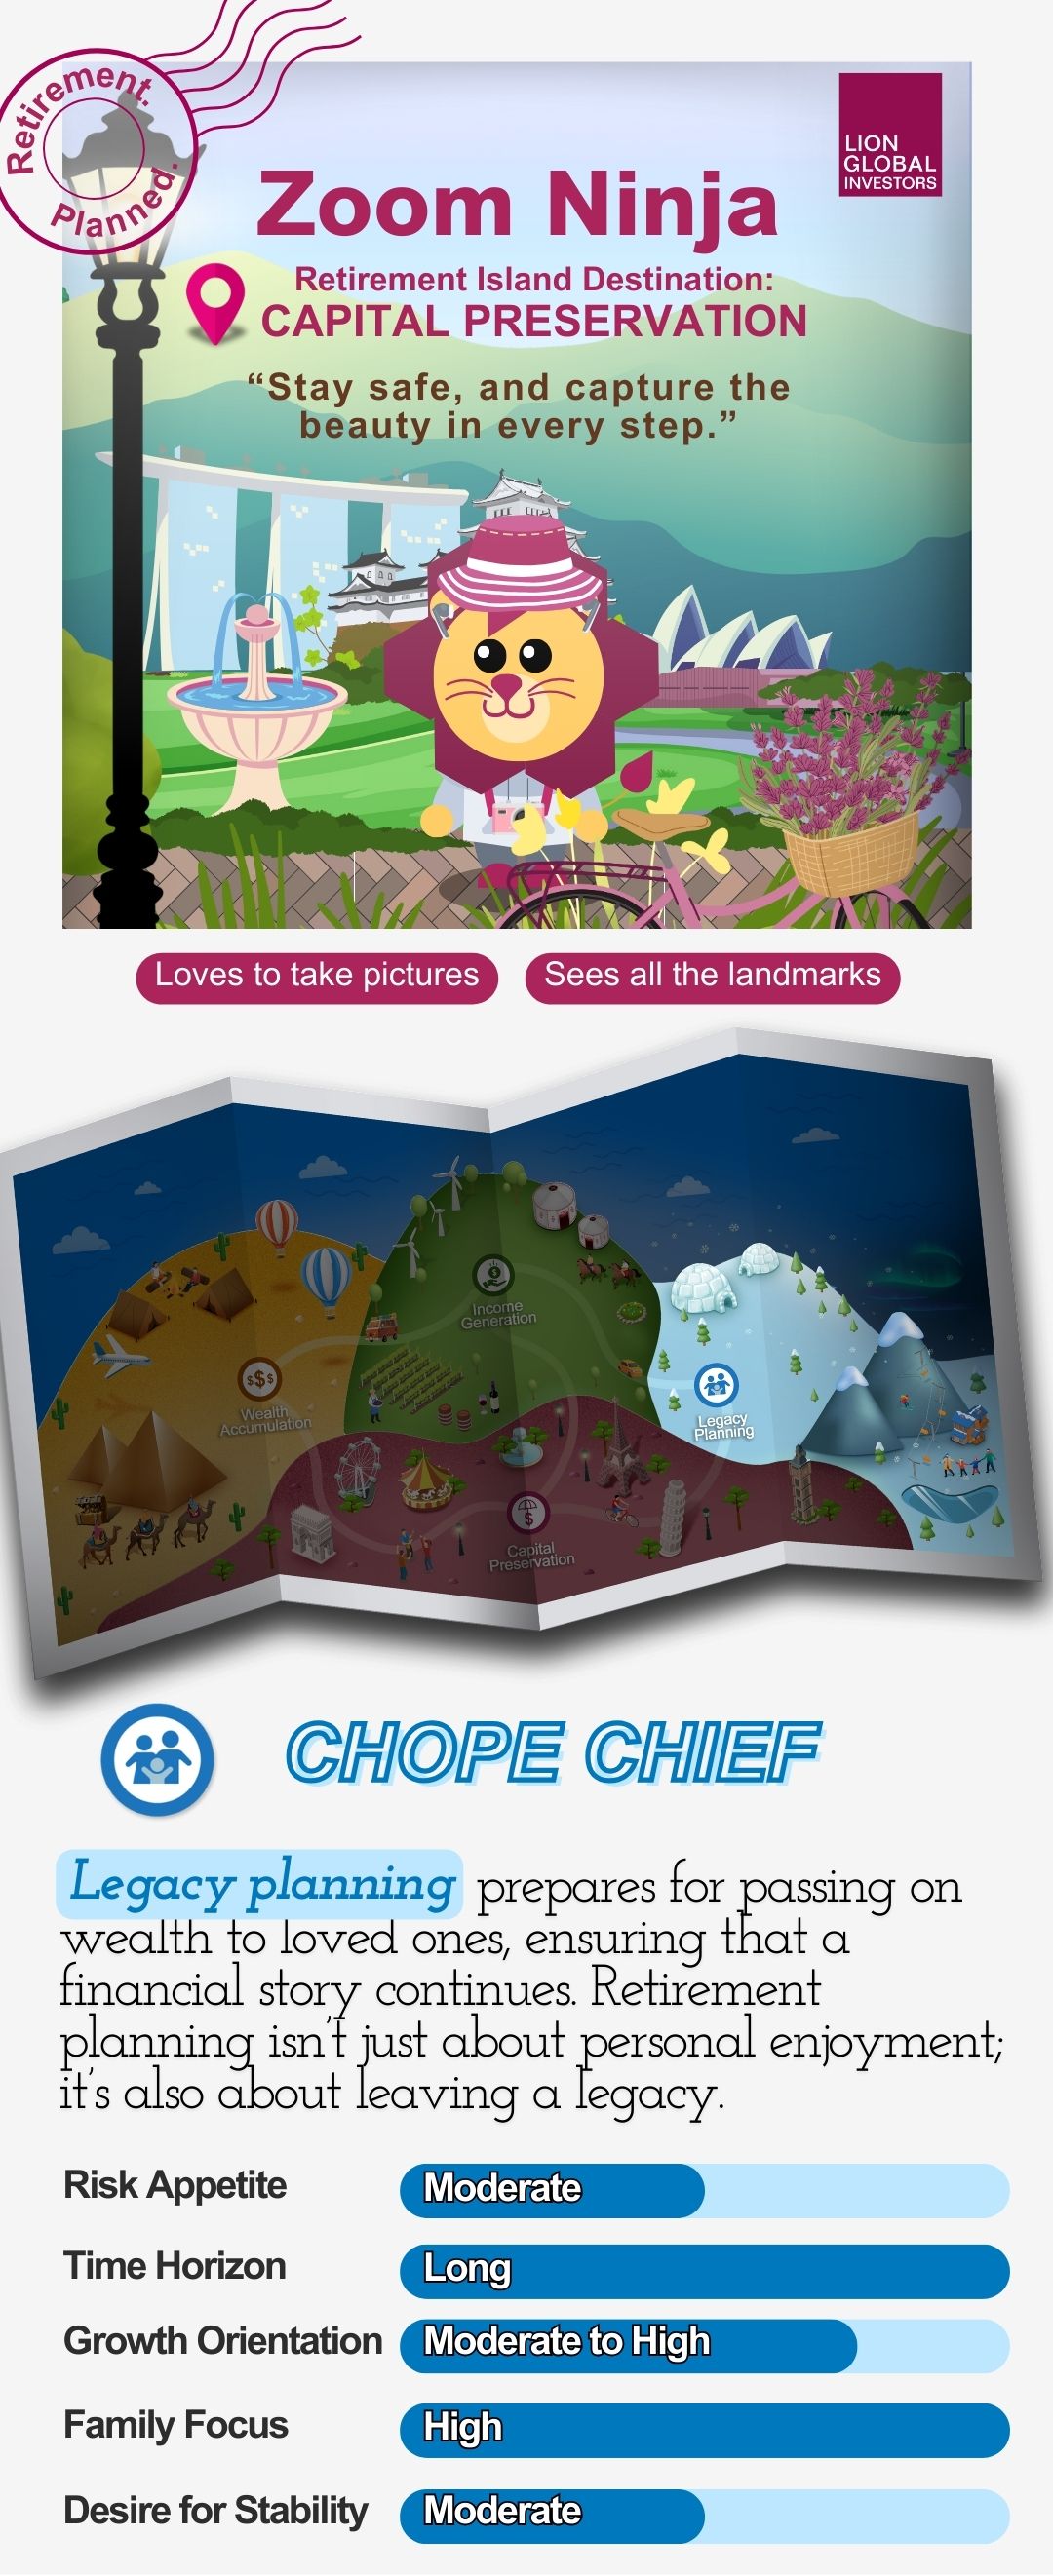 Retirement.
Planned.
LION
GLOBAL
INVESTORS
Zoom Ninja
Retirement Island Destination:
CAPITAL PRESERVATION
“Stay safe, and capture the
beauty in every step.”
Loves to take pictures
Sees all the landmarks
Income
Generation
$$$
Wealth
Accumulation
Legacy
Planning
$
Capital
Preservation
CHOPE CHIEF
Legacy planning prepares for passing on
wealth to loved ones, ensuring that a
financial story continues. Retirement
planning isn't just about personal enjoyment;
it's also about leaving a legacy.
Risk Appetite Moderate
Time Horizon Long
Growth Orientation Moderate to High
Family Focus High
Desire for Stability Moderate